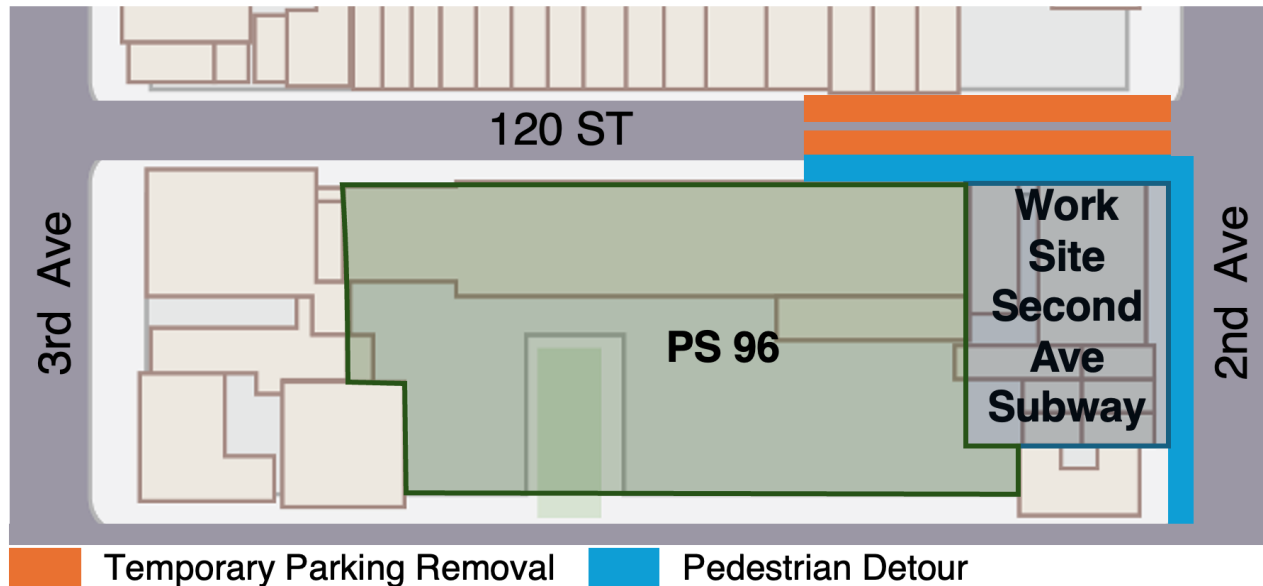 120 ST
3rd Ave
PS 96
Work
Site
Second
Ave
Subway
2nd Ave
Temporary Parking Removal
Pedestrian Detour